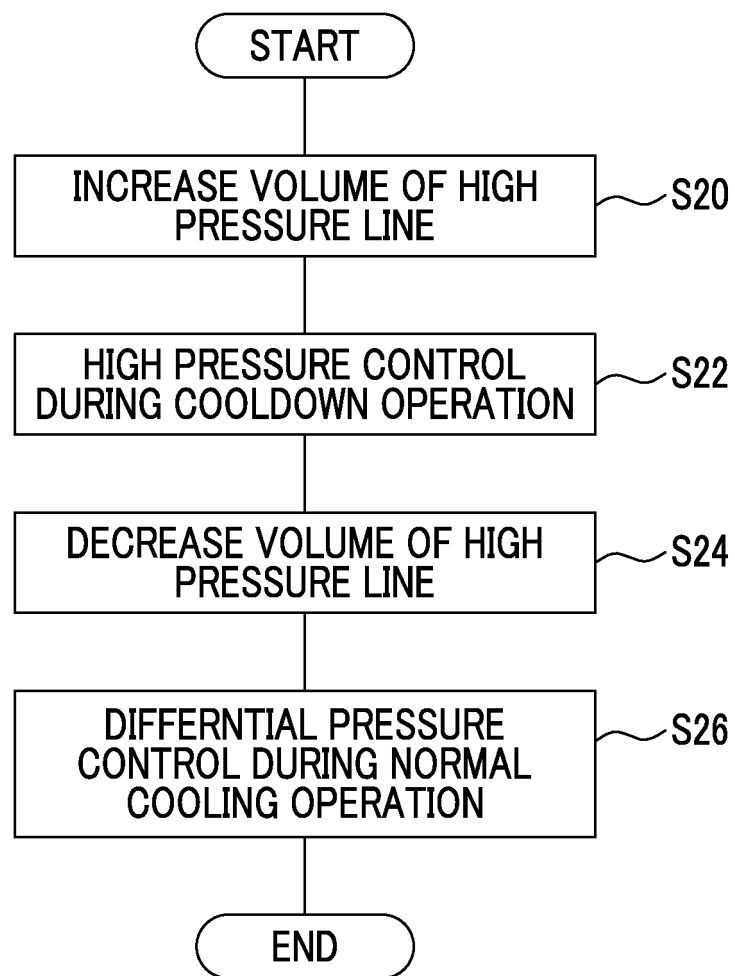 START
INCREASE VOLUME OF HIGH
PRESSURE LINE
S20
HIGH PRESSURE CONTROL
DURING COOLDOWN OPERATION
S22
DECREASE VOLUME OF HIGH
PRESSURE LINE
S24
DIFFERNTIAL PRESSURE
CONTROL DURING NORMAL
COOLING OPERATION
S26
END